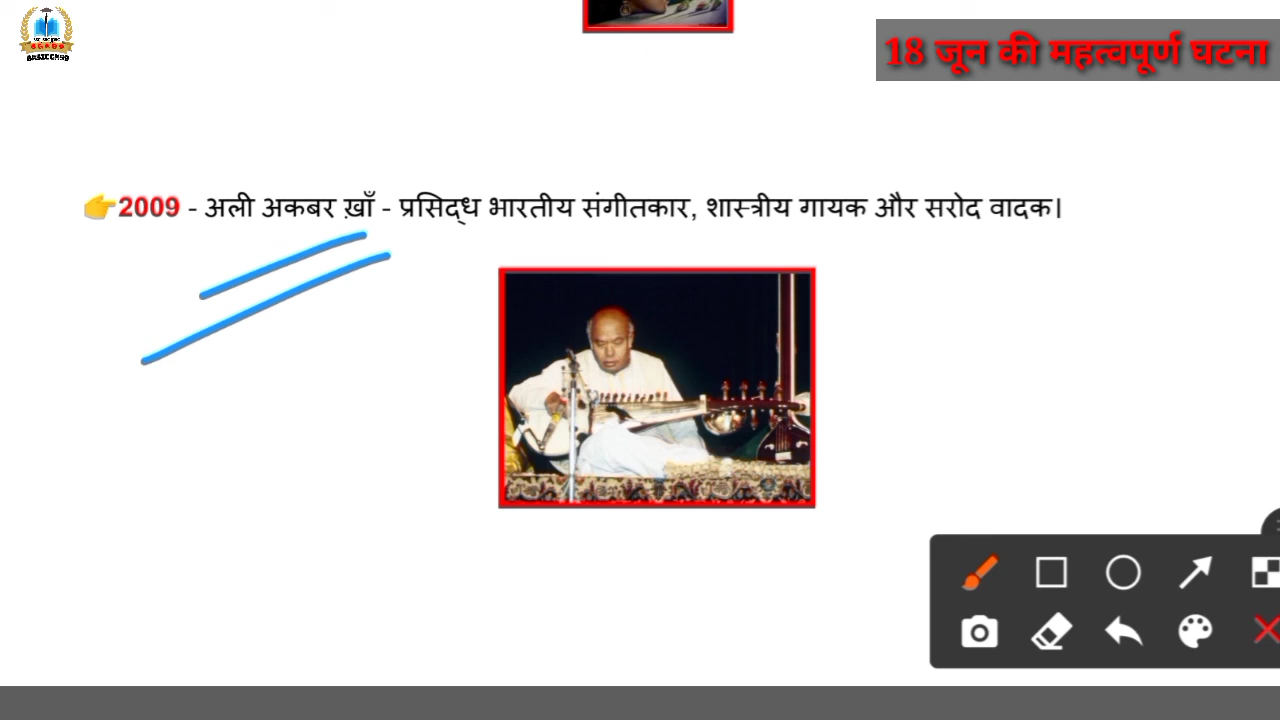 18 जून की महत्वपूर्ण घटना
👉2009 - अली अकबर ख़ाँ - प्रसिद्ध भारतीय संगीतकार, शास्त्रीय गायक और सरोद वादक।